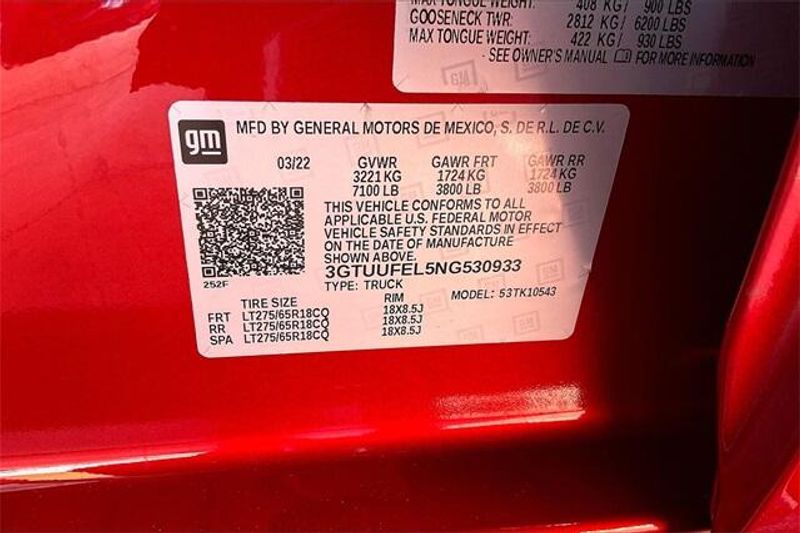 MAX TONGUE WEIGHT: 408 KG/ 900 LBS
GOOSENECK TWR: 2812 KG/ 6200 LBS
MAX TONGUE WEIGHT: 422 KG/ 930 LBS
- SEE OWNER'S MANUAL FOR MORE INFORMATION
gm MFD BY GENERAL MOTORS DE MEXICO, S. DE R.L. DE C.V.
03/22 GVWR GAWR FRT GAWR RR
3221 KG 1724 KG 1724 KG
7100 LB 3800 LB 3800 LB
THIS VEHICLE CONFORMS TO ALL
APPLICABLE U.S. FEDERAL MOTOR
VEHICLE SAFETY STANDARDS IN EFFECT
ON THE DATE OF MANUFACTURE
SHOWN ABOVE.
3GTUUFEL5NG530933
252F
TYPE: TRUCK MODEL: 53TK10543
TIRE SIZE RIM
FRT LT275/65R18CQ 18X8.5J
RR LT275/65R18CQ 18X8.5J
SPA LT275/65R18CQ 18X8.5J